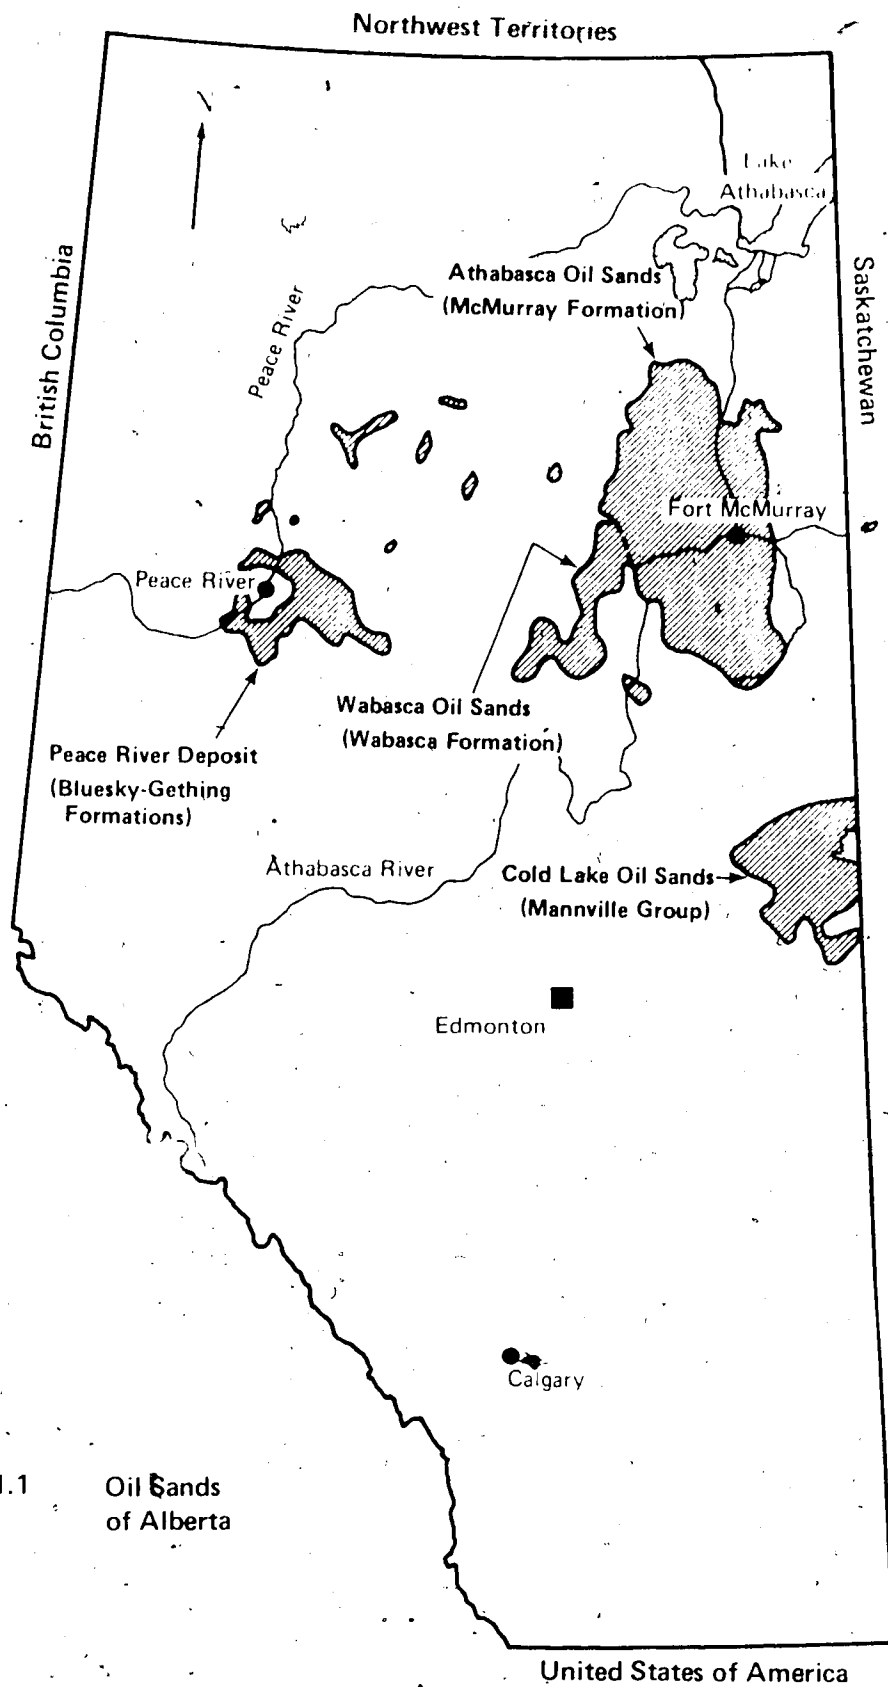 Northwest Territories
Lake
Athabasca
British Columbia
Peace River
Athabasca Oil Sands
(McMurray Formation)
Saskatchewan
Fort McMurray
Peace River
Wabasca Oil Sands
(Wabasca Formation)
Peace River Deposit
(Bluesky-Gething
Formations)
Athabasca River
Cold Lake Oil Sands
(Mannville Group)
Edmonton
Calgary
1.1 Oil Sands
of Alberta
United States of America